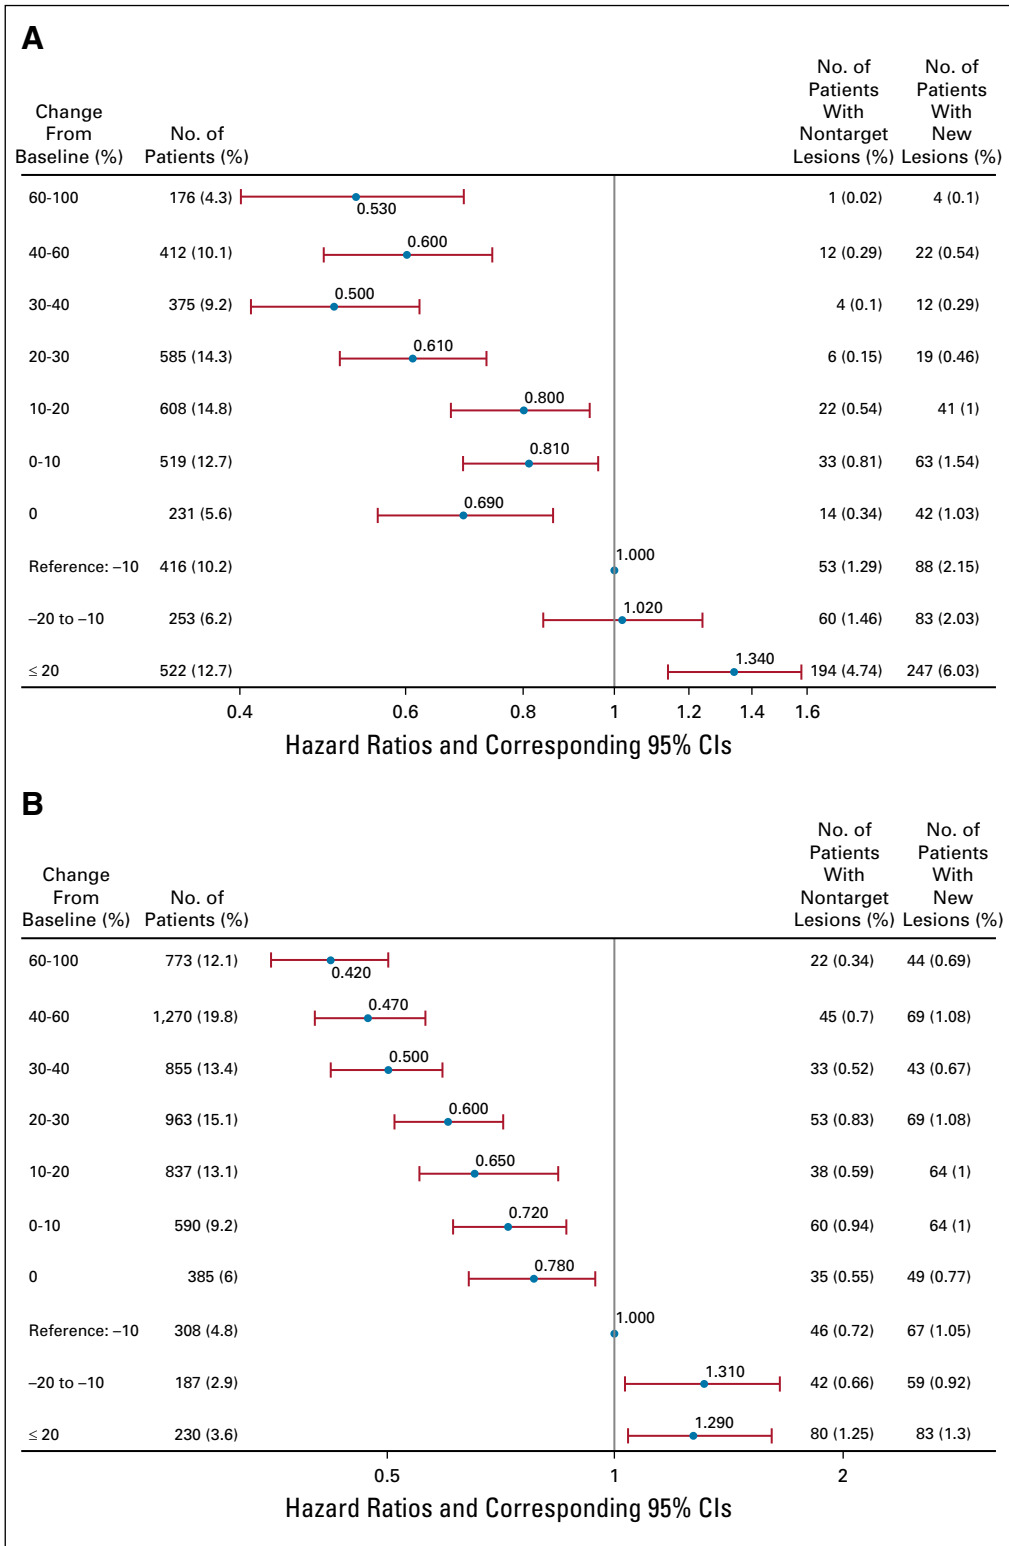 A
Change From Baseline (%) No. of Patients (%) No. of Patients With Nontarget Lesions (%) No. of Patients With New Lesions (%)
60-100 176 (4.3) 0.530 1 (0.02) 4 (0.1)
40-60 412 (10.1) 0.600 12 (0.29) 22 (0.54)
30-40 375 (9.2) 0.500 4 (0.1) 12 (0.29)
20-30 585 (14.3) 0.610 6 (0.15) 19 (0.46)
10-20 608 (14.8) 0.800 22 (0.54) 41 (1)
0-10 519 (12.7) 0.810 33 (0.81) 63 (1.54)
0 231 (5.6) 0.690 14 (0.34) 42 (1.03)
Reference: –10 416 (10.2) 1.000 53 (1.29) 88 (2.15)
–20 to –10 253 (6.2) 1.020 60 (1.46) 83 (2.03)
≤ 20 522 (12.7) 1.340 194 (4.74) 247 (6.03)
0.4 0.6 0.8 1 1.2 1.4 1.6
Hazard Ratios and Corresponding 95% CIs
B
Change From Baseline (%) No. of Patients (%) No. of Patients With Nontarget Lesions (%) No. of Patients With New Lesions (%)
60-100 773 (12.1) 0.420 22 (0.34) 44 (0.69)
40-60 1,270 (19.8) 0.470 45 (0.7) 69 (1.08)
30-40 855 (13.4) 0.500 33 (0.52) 43 (0.67)
20-30 963 (15.1) 0.600 53 (0.83) 69 (1.08)
10-20 837 (13.1) 0.650 38 (0.59) 64 (1)
0-10 590 (9.2) 0.720 60 (0.94) 64 (1)
0 385 (6) 0.780 35 (0.55) 49 (0.77)
Reference: –10 308 (4.8) 1.000 46 (0.72) 67 (1.05)
–20 to –10 187 (2.9) 1.310 42 (0.66) 59 (0.92)
≤ 20 230 (3.6) 1.290 80 (1.25) 83 (1.3)
0.5 1 2
Hazard Ratios and Corresponding 95% CIs